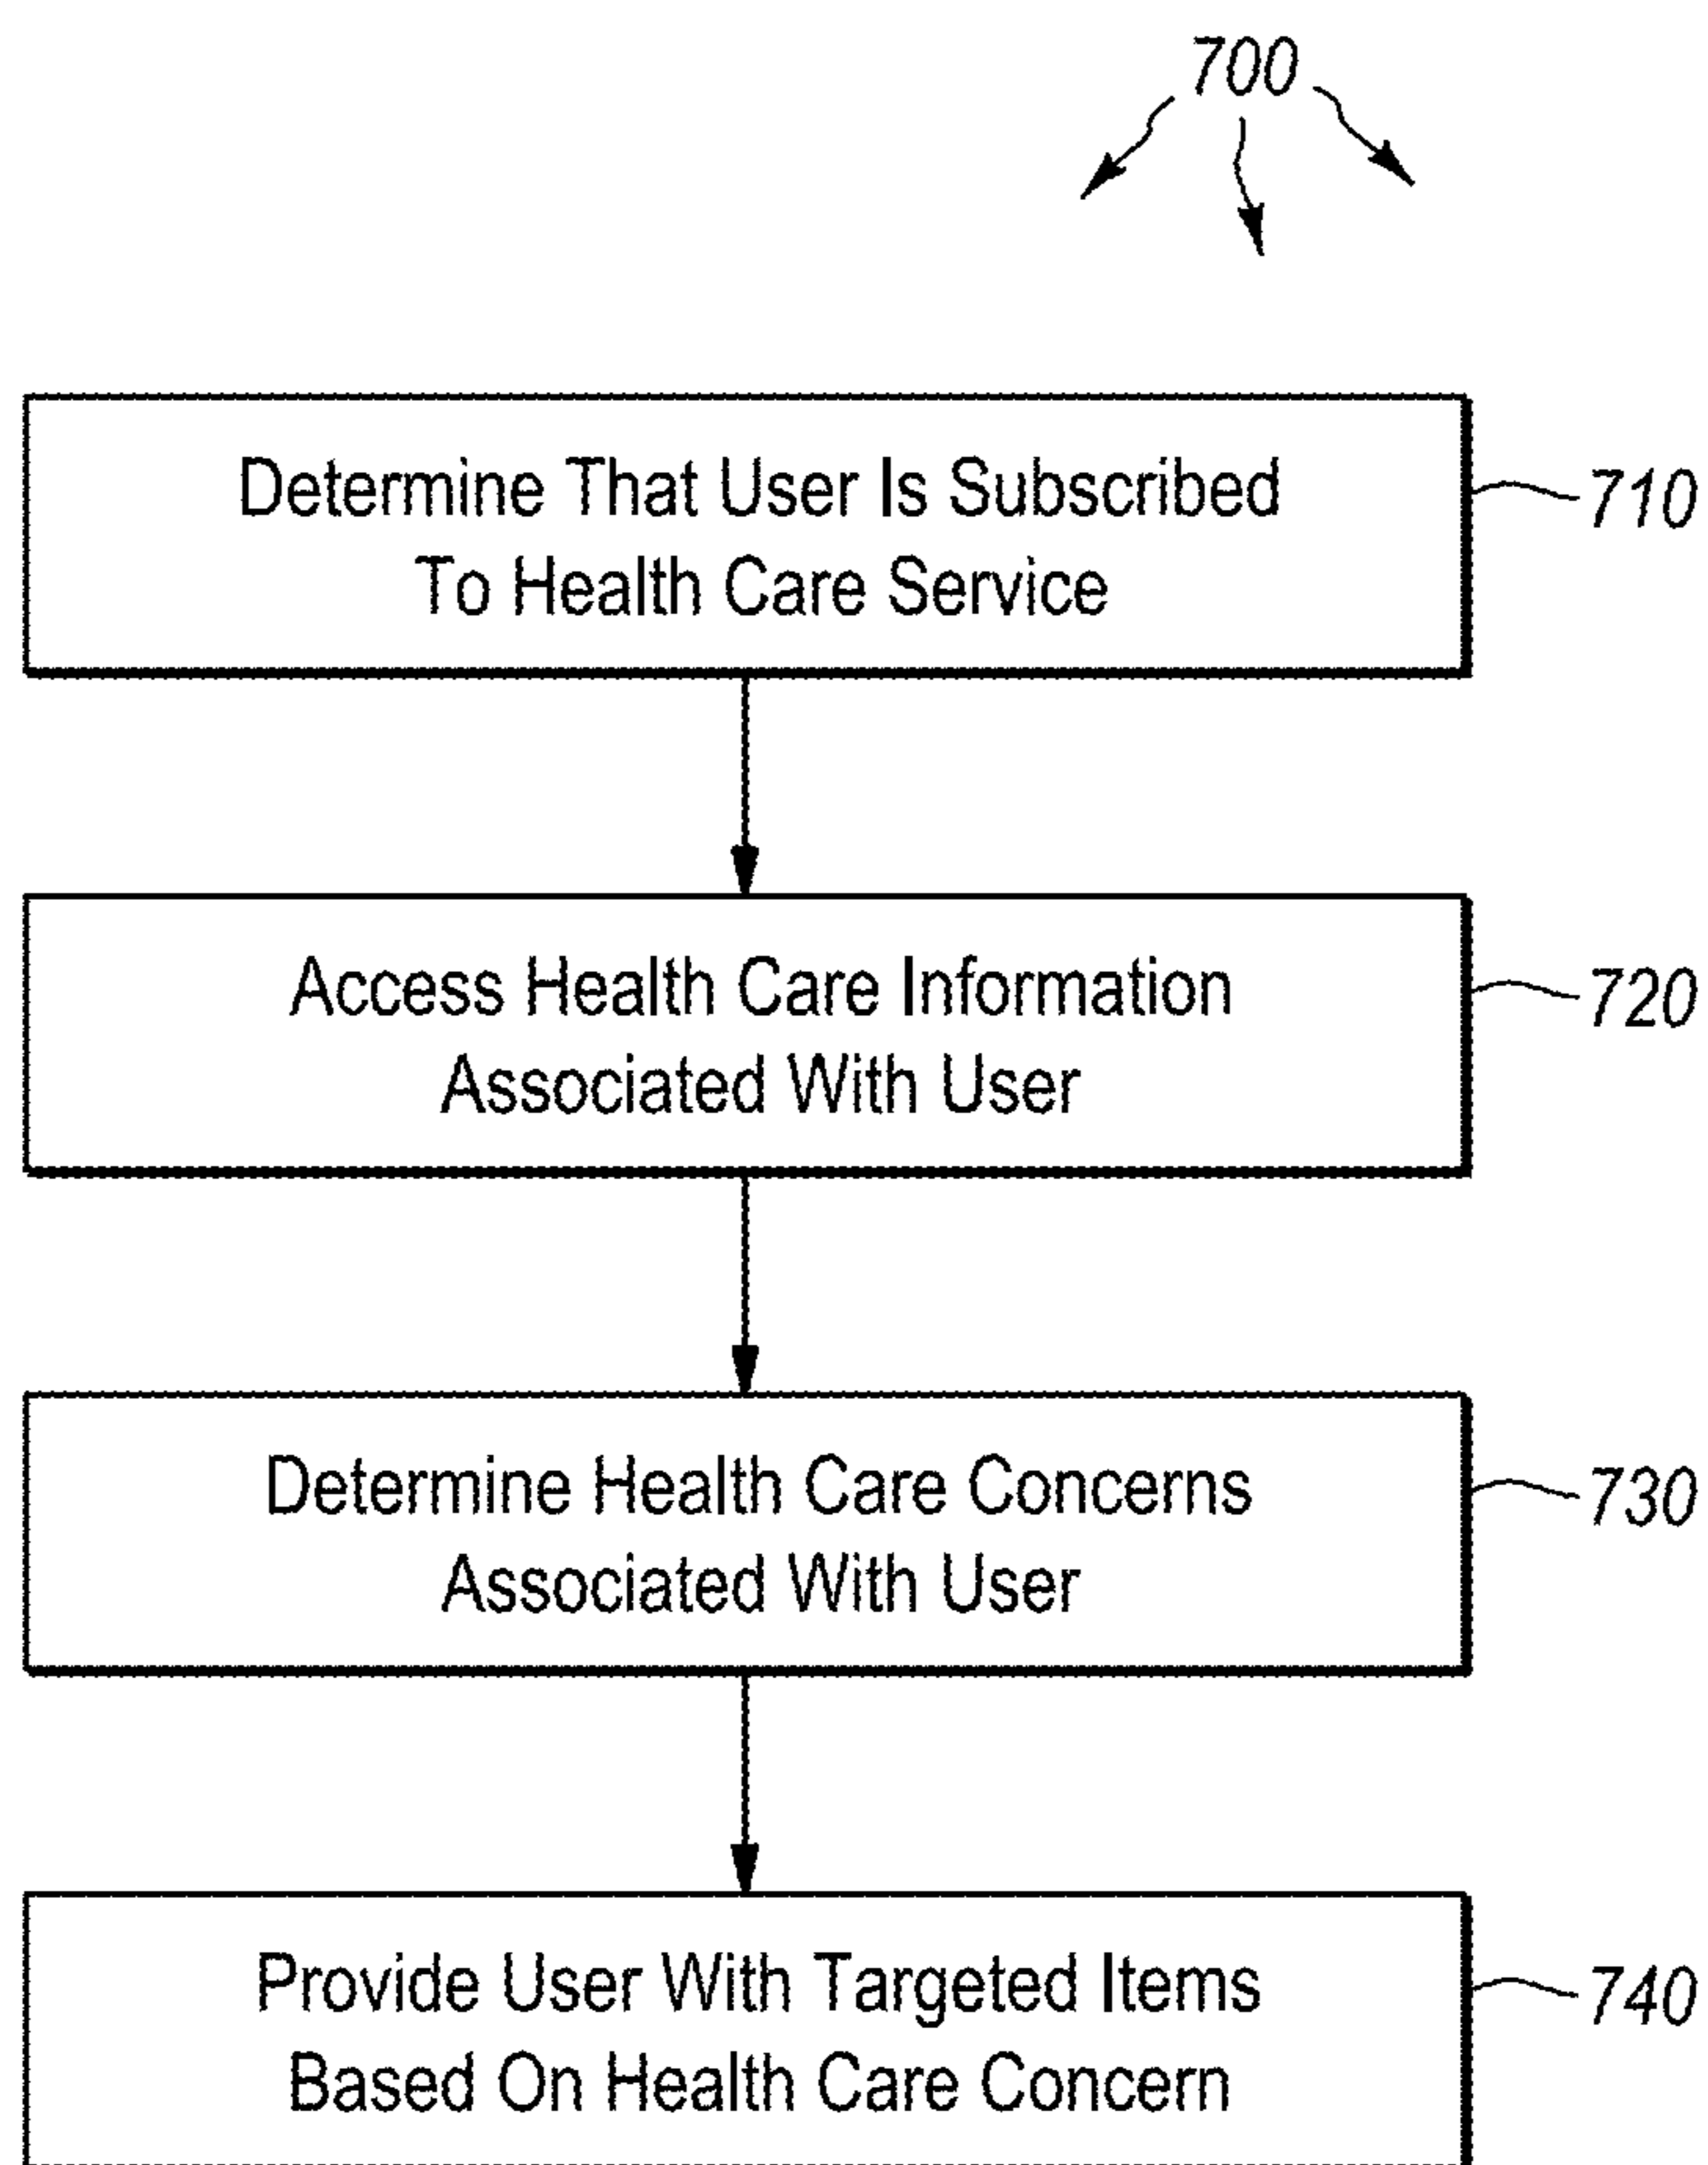 700
Determine That User Is Subscribed
To Health Care Service
710
Access Health Care Information
Associated With User
720
Determine Health Care Concerns
Associated With User
730
Provide User With Targeted Items
Based On Health Care Concern
740